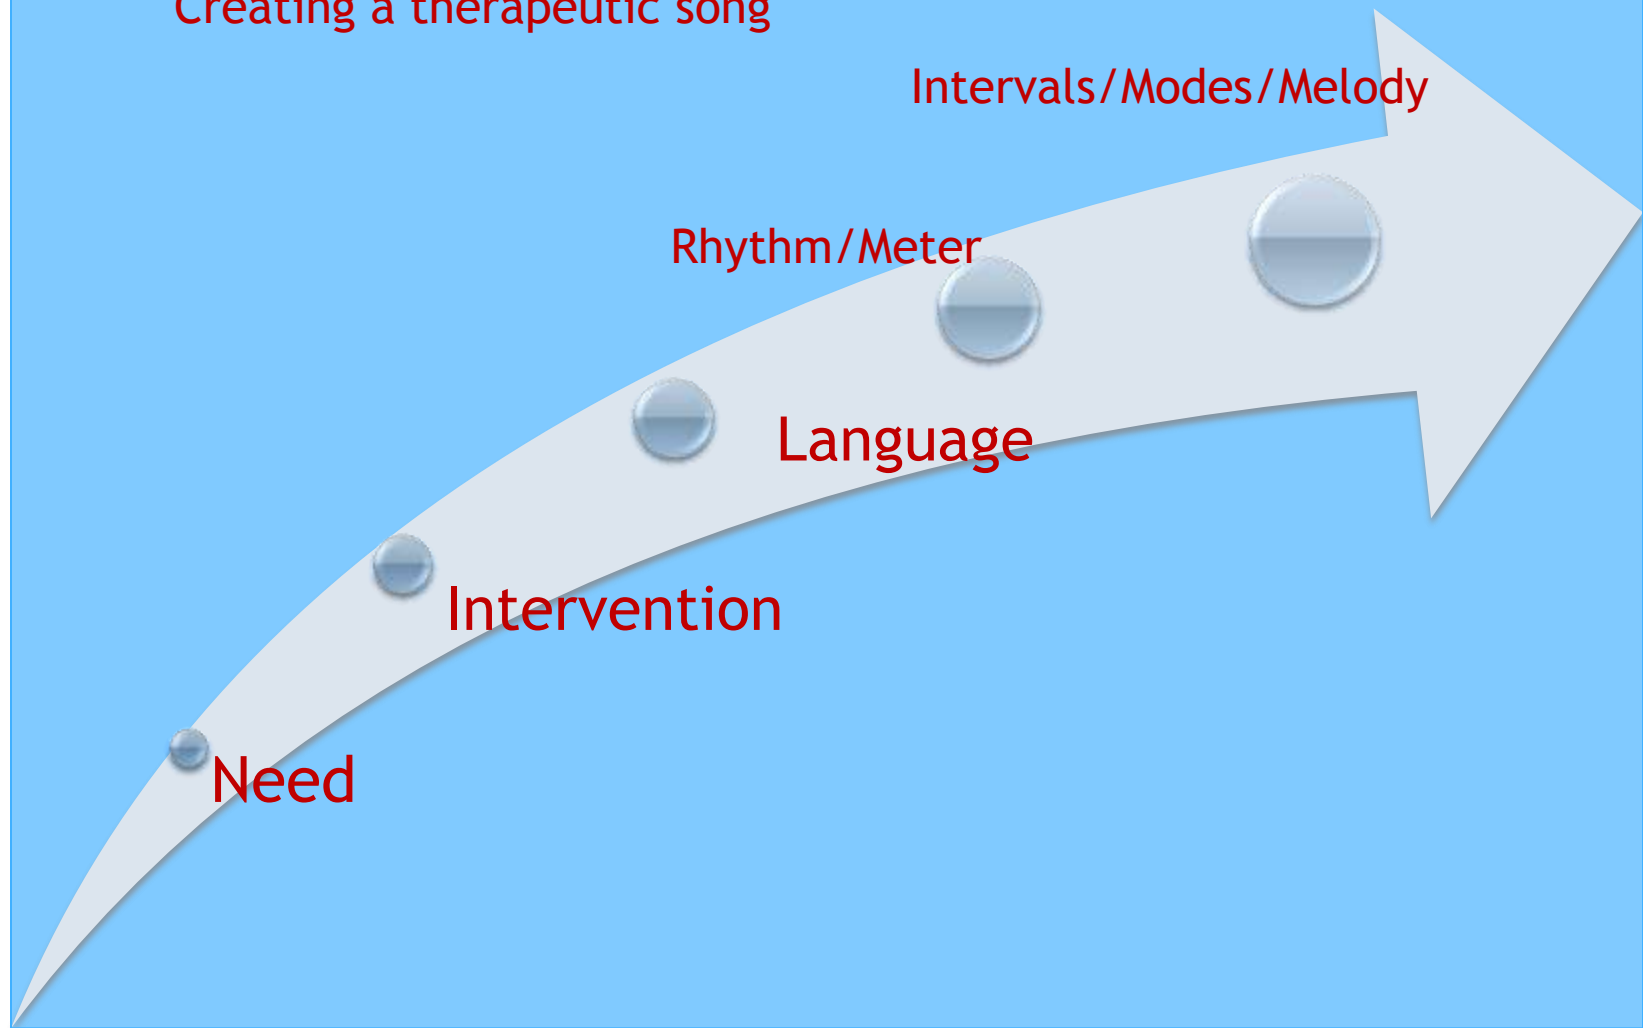 Creating a therapeutic song
Intervals/Modes/Melody
Rhythm/Meter
Language
Intervention
Need